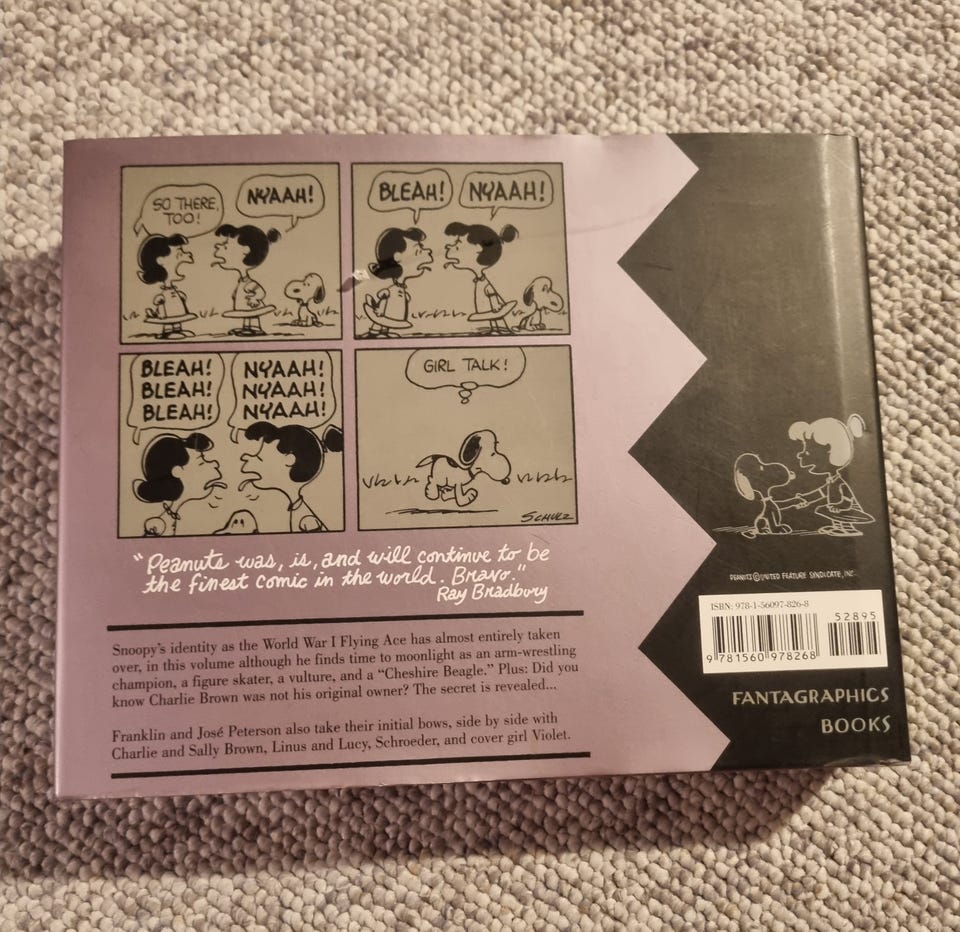 SO THERE,
TOO!
NYAAH!
BLEAH!
NYAAH!
BLEAH!
BLEAH!
BLEAH!
NYAAH!
NYAAH!
NYAAH!
GIRL TALK!
SCHULZ
"Peanuts was, is, and will continue to be
the finest comic in the world. Bravo."
Ray Bradbury
Snoopy's identity as the World War I Flying Ace has almost entirely taken
over, in this volume although he finds time to moonlight as an arm-wrestling
champion, a figure skater, a vulture, and a "Cheshire Beagle." Plus: Did you
know Charlie Brown was not his original owner? The secret is revealed...
Franklin and José Peterson also take their initial bows, side by side with
Charlie and Sally Brown, Linus and Lucy, Schroeder, and cover girl Violet.
PEANUTS © UNITED FEATURE SYNDICATE, INC.
ISBN: 978-1-56097-826-8
52895
9 781560 978268
FANTAGRAPHICS
BOOKS